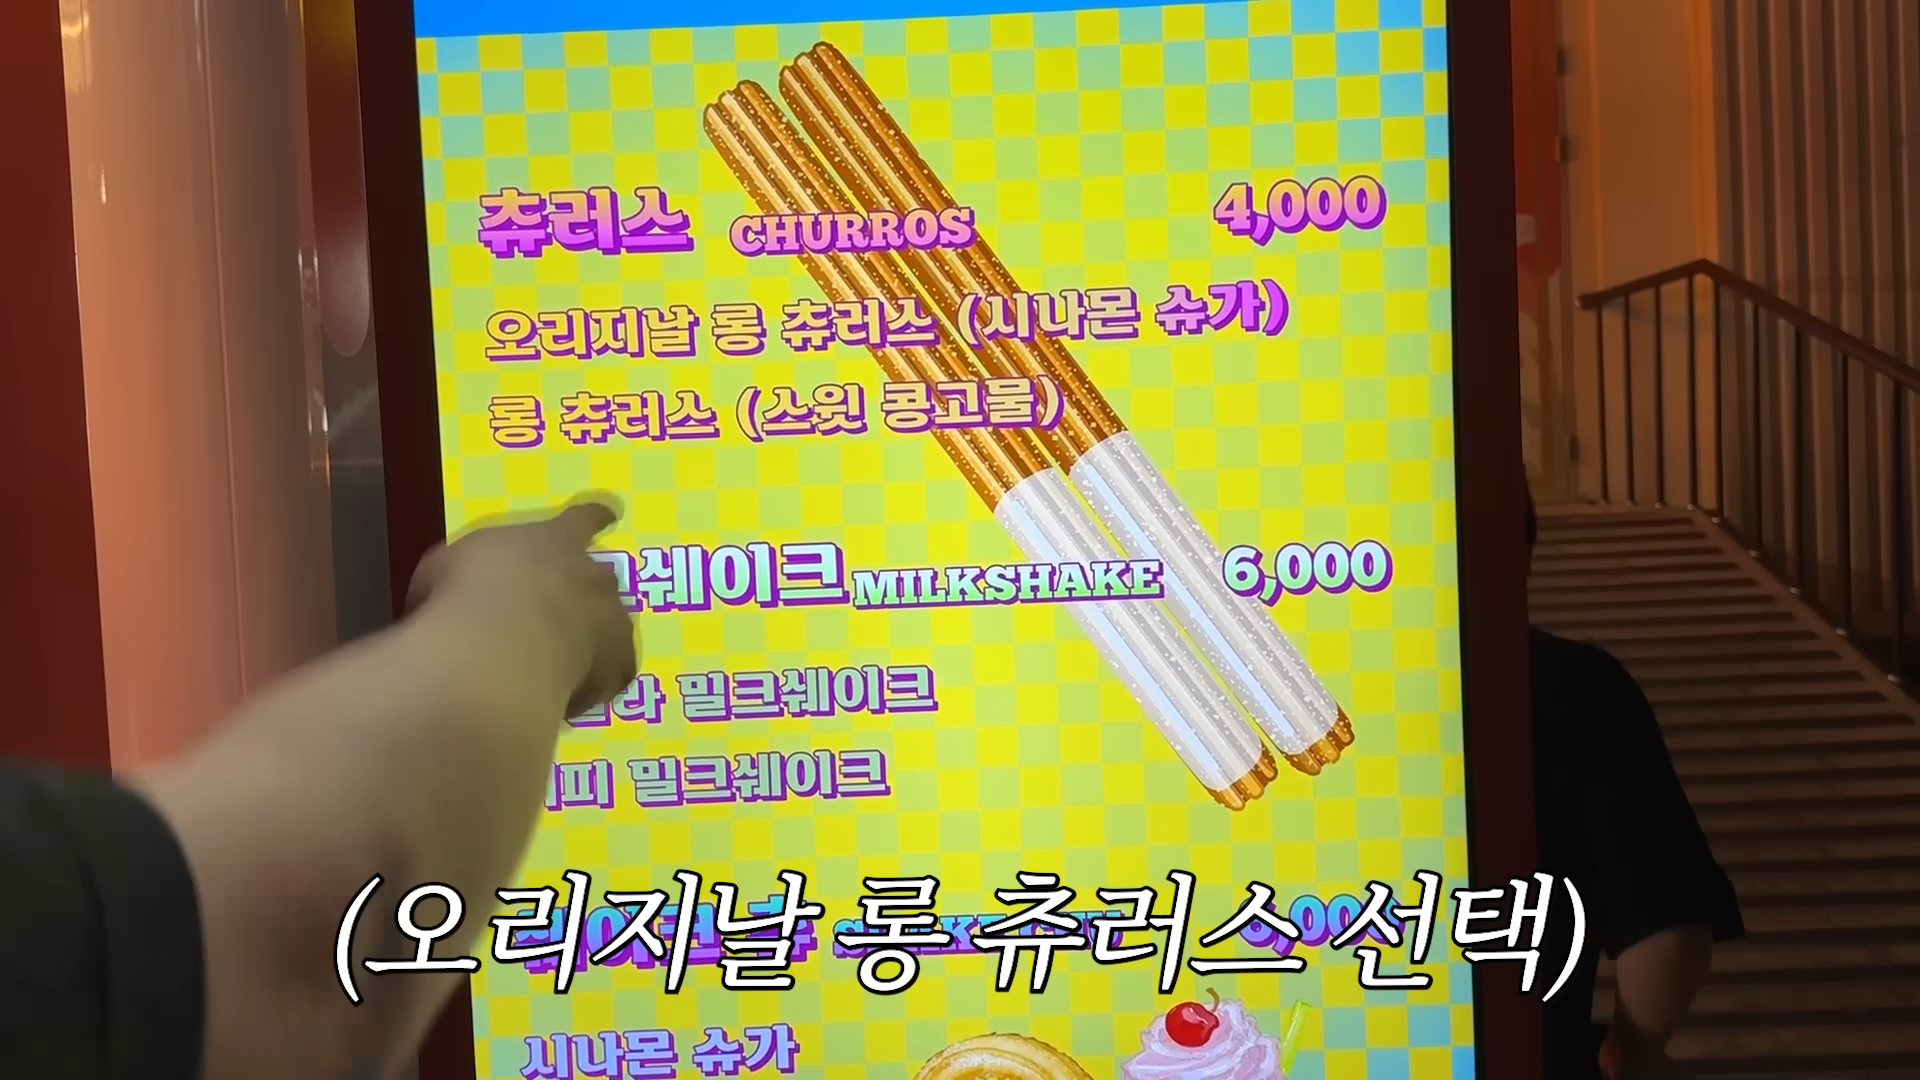 츄러스 CHURROS 4,000
오리지날 롱 츄러스 (시나몬 슈가)
롱 츄러스 (스윗 콩고물)
쉐이크 MILKSHAKE 6,000
밀크쉐이크
밀크쉐이크
(오리지날 롱 츄러스 선택)
시나몬 슈가